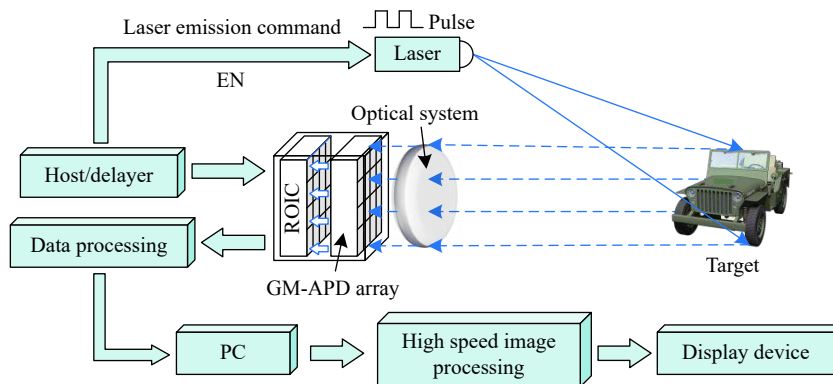 Laser emission command
Pulse
Laser
EN
Optical system
Host/delayer
ROIC
Data processing
GM-APD array
Target
PC
High speed image
processing
Display device